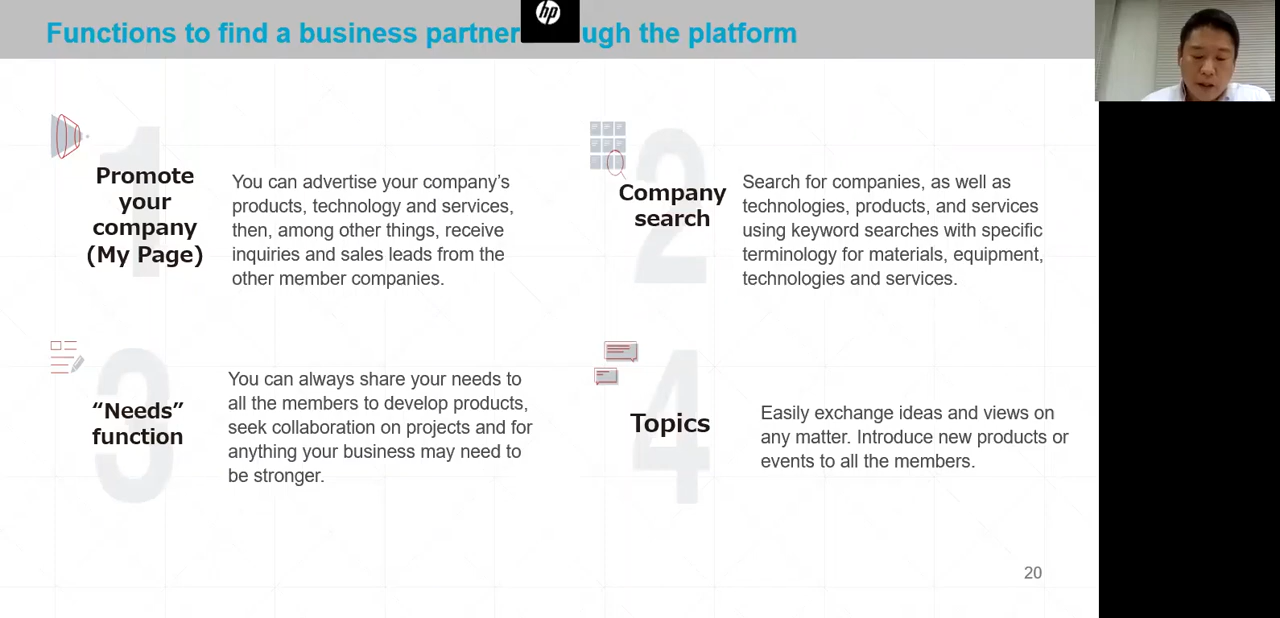 Functions to find a business partner ugh the platform
hp
Promote
your
company
(My Page)
1
You can advertise your company's
products, technology and services,
then, among other things, receive
inquiries and sales leads from the
other member companies.
Company
search
2
Search for companies, as well as
technologies, products, and services
using keyword searches with specific
terminology for materials, equipment,
technologies and services.
“Needs”
function
3
You can always share your needs to
all the members to develop products,
seek collaboration on projects and for
anything your business may need to
be stronger.
Topics
4
Easily exchange ideas and views on
any matter. Introduce new products or
events to all the members.
20